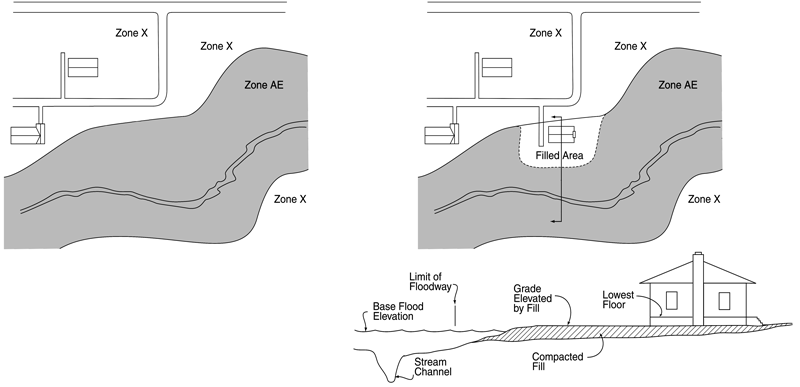 Zone X
Zone X
Zone AE
Zone X
Zone X
Zone X
Zone AE
Filled Area
Zone X
Limit of
Floodway
Base Flood
Elevation
Grade
Elevated
by Fill
Lowest
Floor
Stream
Channel
Compacted
Fill